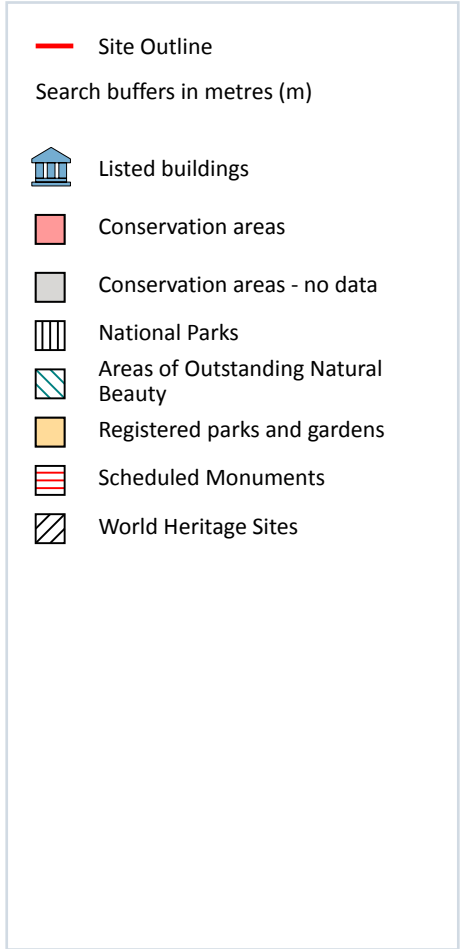 Site Outline
Search buffers in metres (m)
Listed buildings
Conservation areas
Conservation areas - no data
National Parks
Areas of Outstanding Natural
Beauty
Registered parks and gardens
Scheduled Monuments
World Heritage Sites